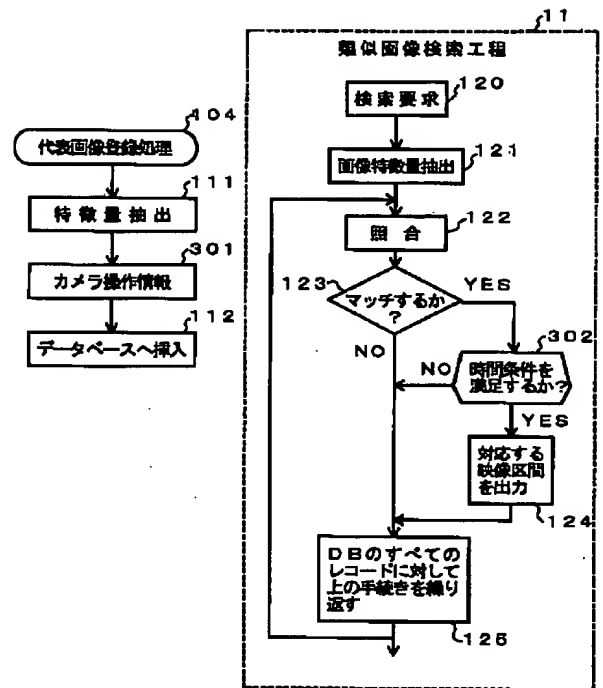 104
代表画像登録処理
111
特徴量抽出
301
カメラ操作情報
112
データベースへ挿入
11
類似画像検索工程
120
検索要求
121
画像特徴量抽出
122
照合
123
マッチするか
?
YES
NO
302
時間条件を
満足するか?
NO
YES
対応する
映像区間
を出力
124
DBのすべての
レコードに対して
上の手続きを繰り
返す
125